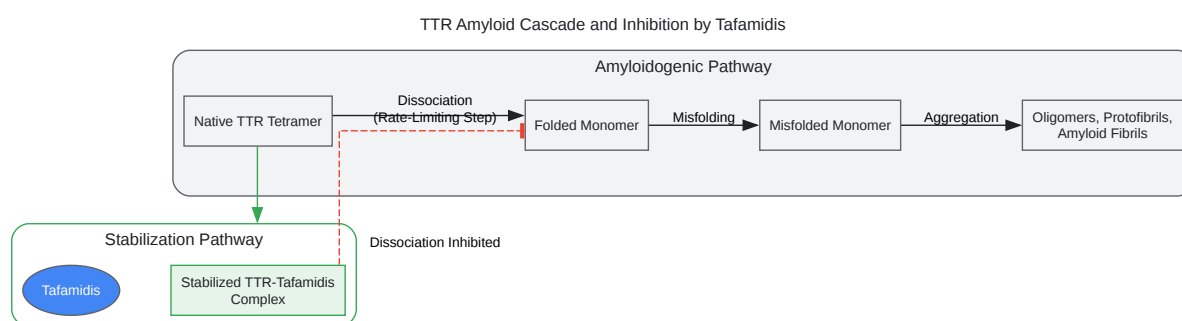 TTR Amyloid Cascade and Inhibition by Tafamidis
Amyloidogenic Pathway
Native TTR Tetramer
Dissociation
(Rate-Limiting Step)
Folded Monomer
Misfolding
Misfolded Monomer
Aggregation
Oligomers, Protofibrils,
Amyloid Fibrils
Stabilization Pathway
Dissociation Inhibited
Tafamidis
Stabilized TTR-Tafamidis
Complex